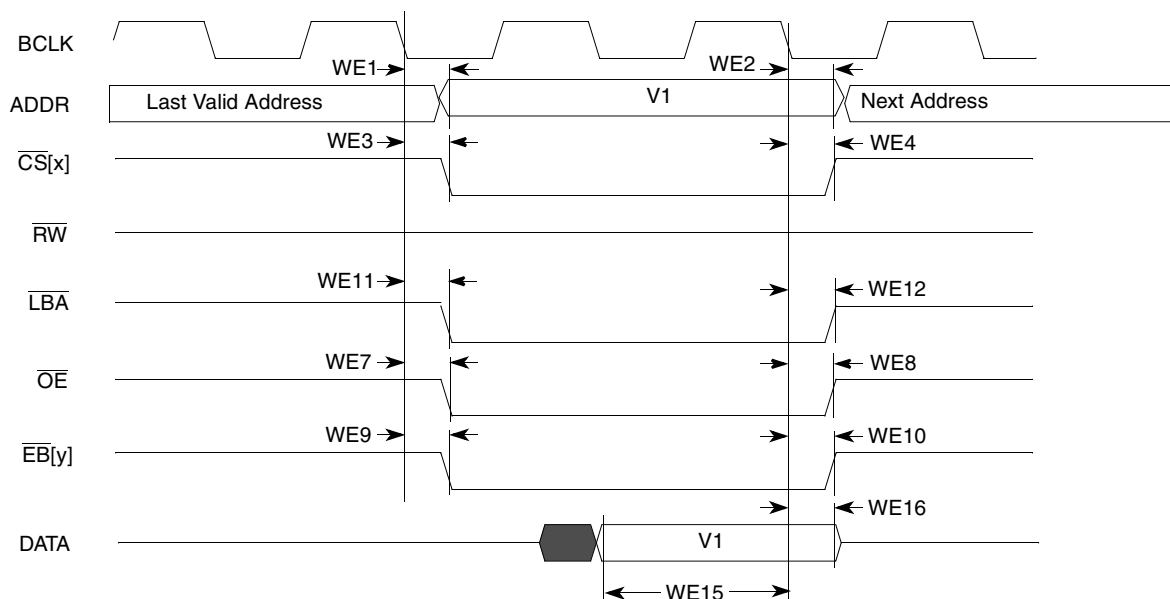 BCLK
WE1
WE2
ADDR
Last Valid Address
V1
Next Address
WE3
WE4
CS[x]
RW
WE11
WE12
LBA
WE7
WE8
OE
WE9
WE10
EB[y]
WE16
DATA
V1
WE15